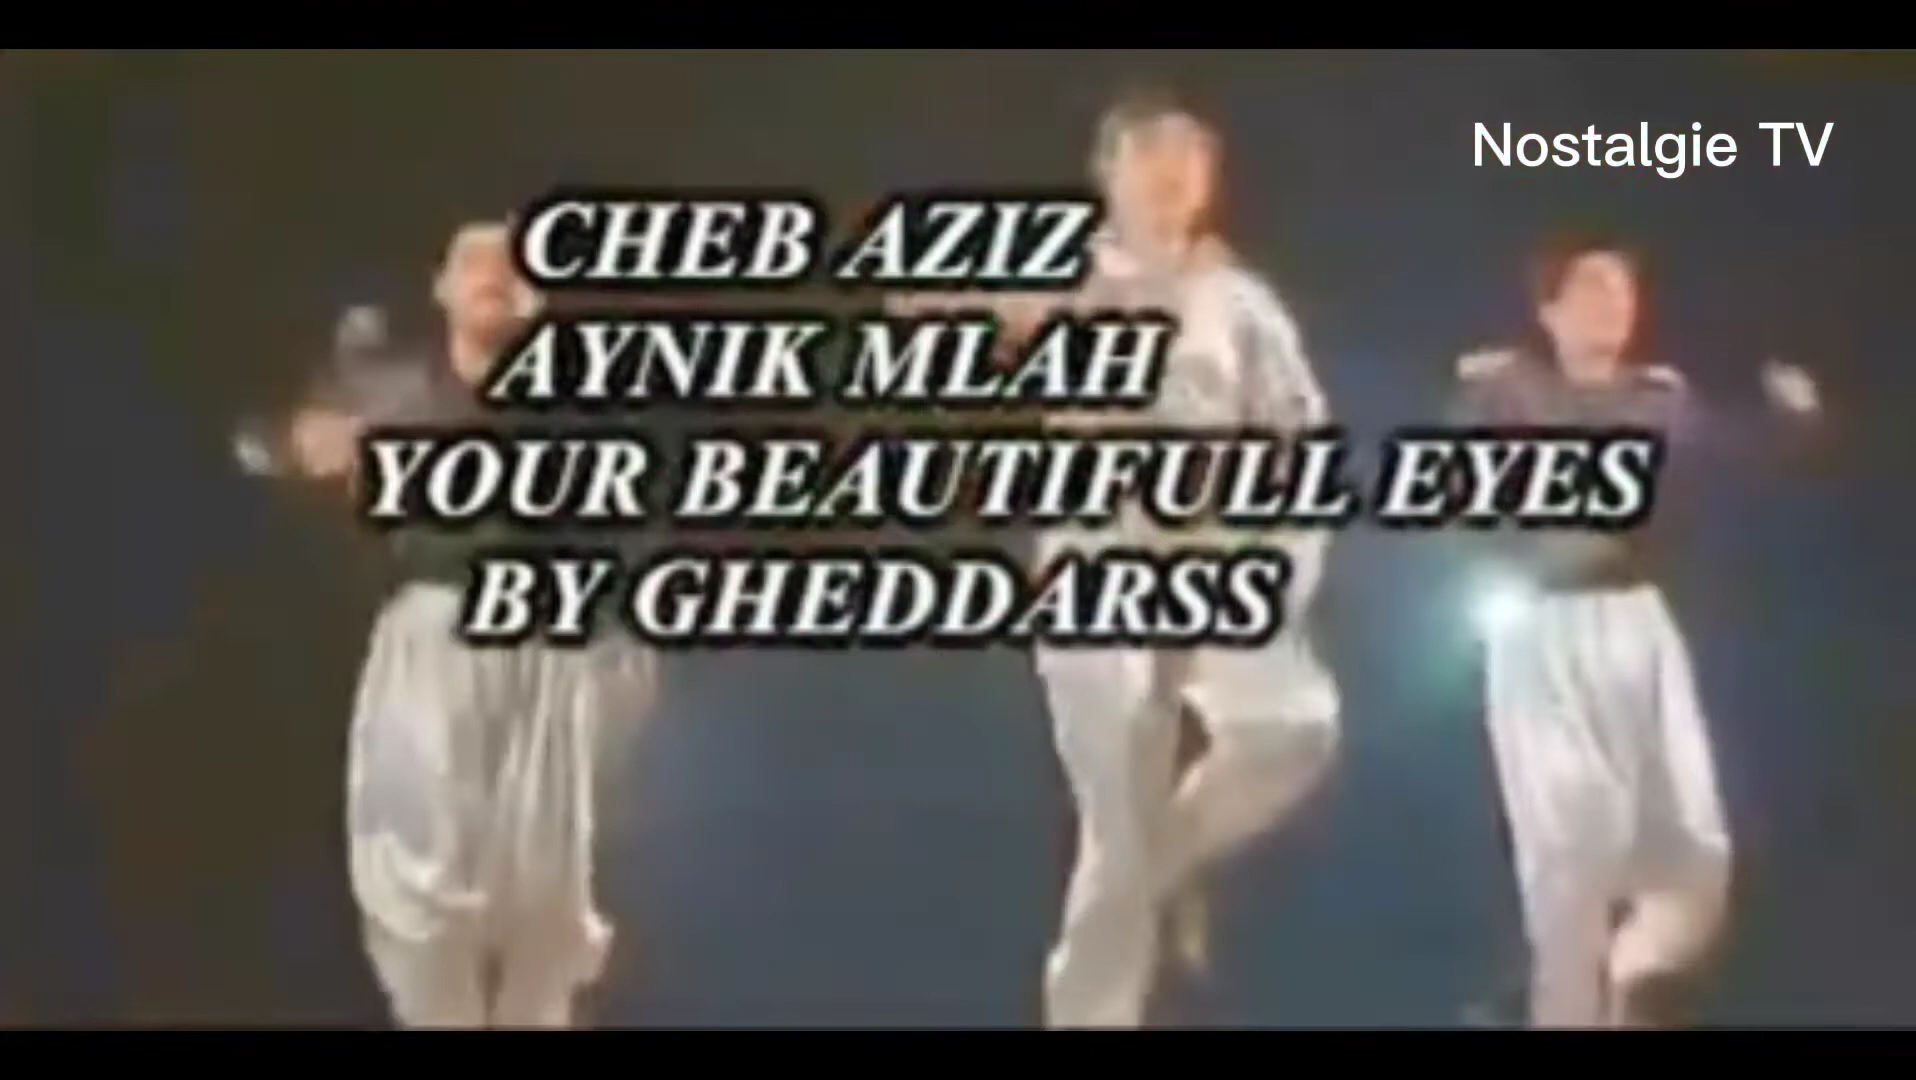 Nostalgie TV
CHEB AZIZ
AYNIK MLAH
YOUR BEAUTIFULL EYES
BY GHEDDARSS